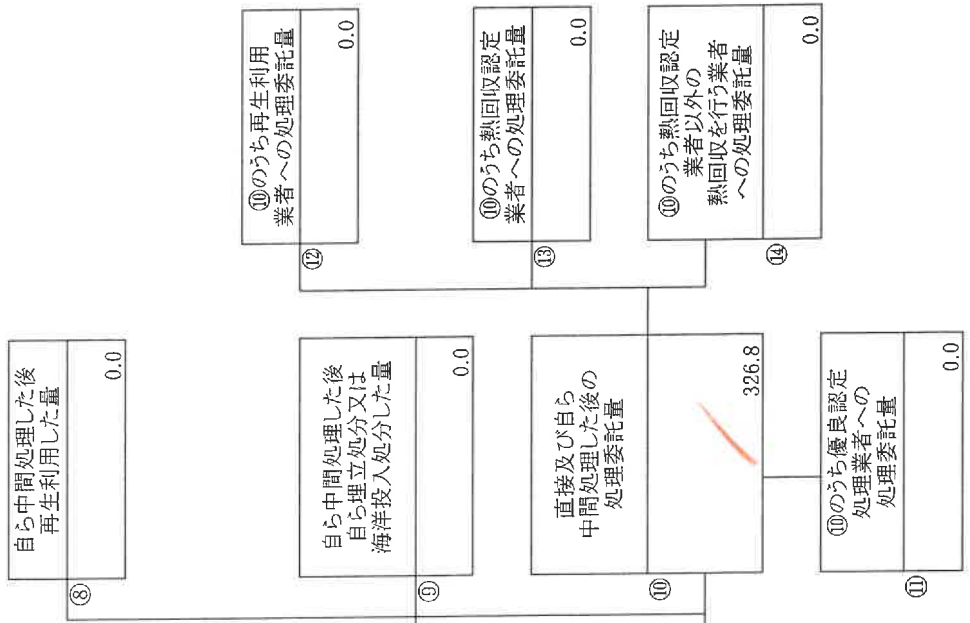 ⑧
自ら中間処理した後
再生利用した量
0.0
⑨
自ら中間処理した後
自ら埋立処分又は
海洋投入処分した量
0.0
⑩
直接及び自ら
中間処理した後の
処理委託量
326.8
⑪
⑩のうち優良認定
処理業者への
処理委託量
0.0
⑫
⑩のうち再生利用
業者への処理委託量
0.0
⑬
⑩のうち熱回収認定
業者への処理委託量
0.0
⑭
⑩のうち熱回収認定
業者以外の
熱回収を行う業者
への処理委託量
0.0